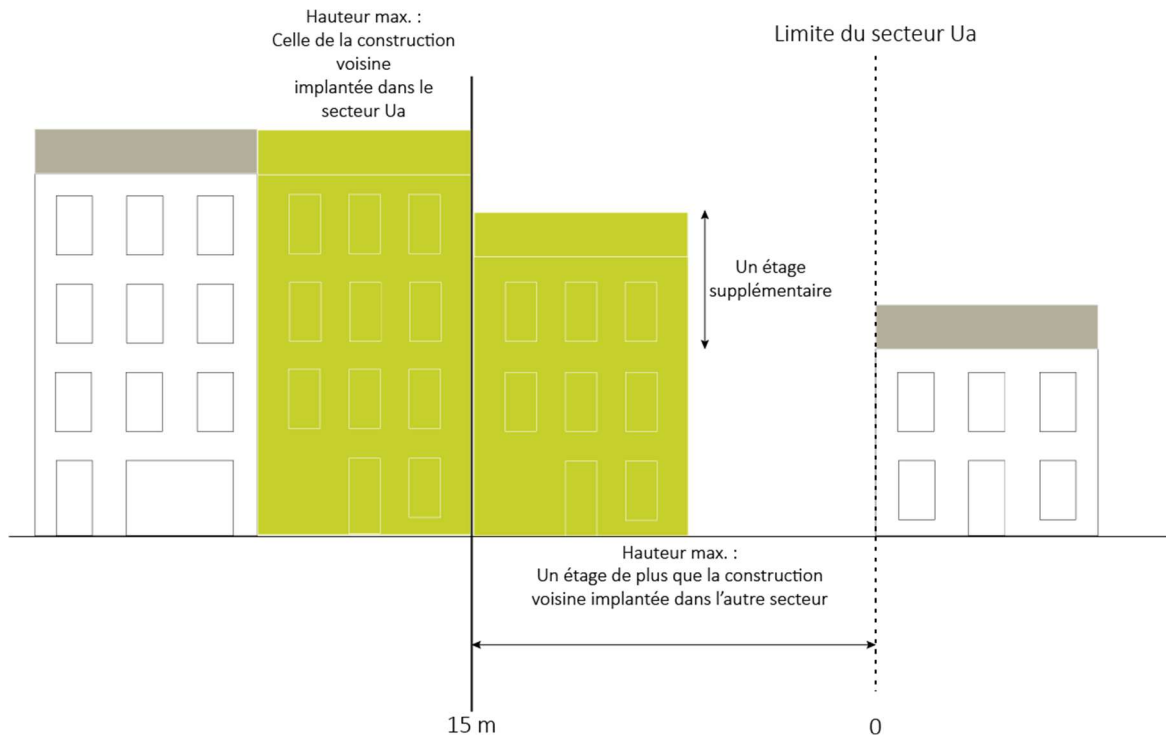 Hauteur max. :
Celle de la construction
voisine
implantée dans le
secteur Ua
Limite du secteur Ua
Un étage
supplémentaire
Hauteur max. :
Un étage de plus que la construction
voisine implantée dans l’autre secteur
15 m
0